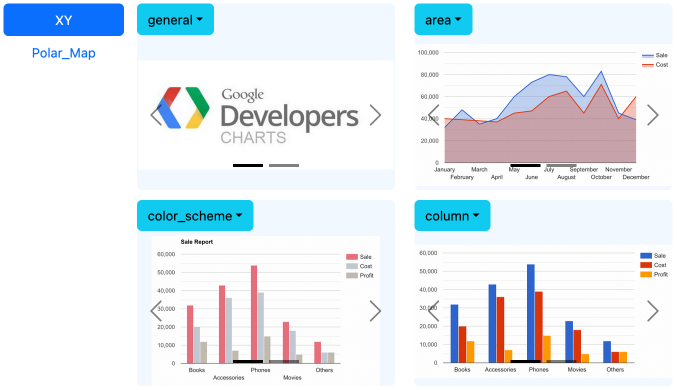 XY
Polar_Map
general
Google
Developers
CHARTS
area
100,000
80,000
60,000
40,000
20,000
0
January
February
March
April
May
June
July
August
September
October
November
December
Sale
Cost
color_scheme
Sale Report
60,000
50,000
40,000
30,000
20,000
10,000
0
Books
Accessories
Phones
Movies
Others
Sale
Cost
Profit
column
60,000
50,000
40,000
30,000
20,000
10,000
0
Books
Accessories
Phones
Movies
Others
Sale
Cost
Profit